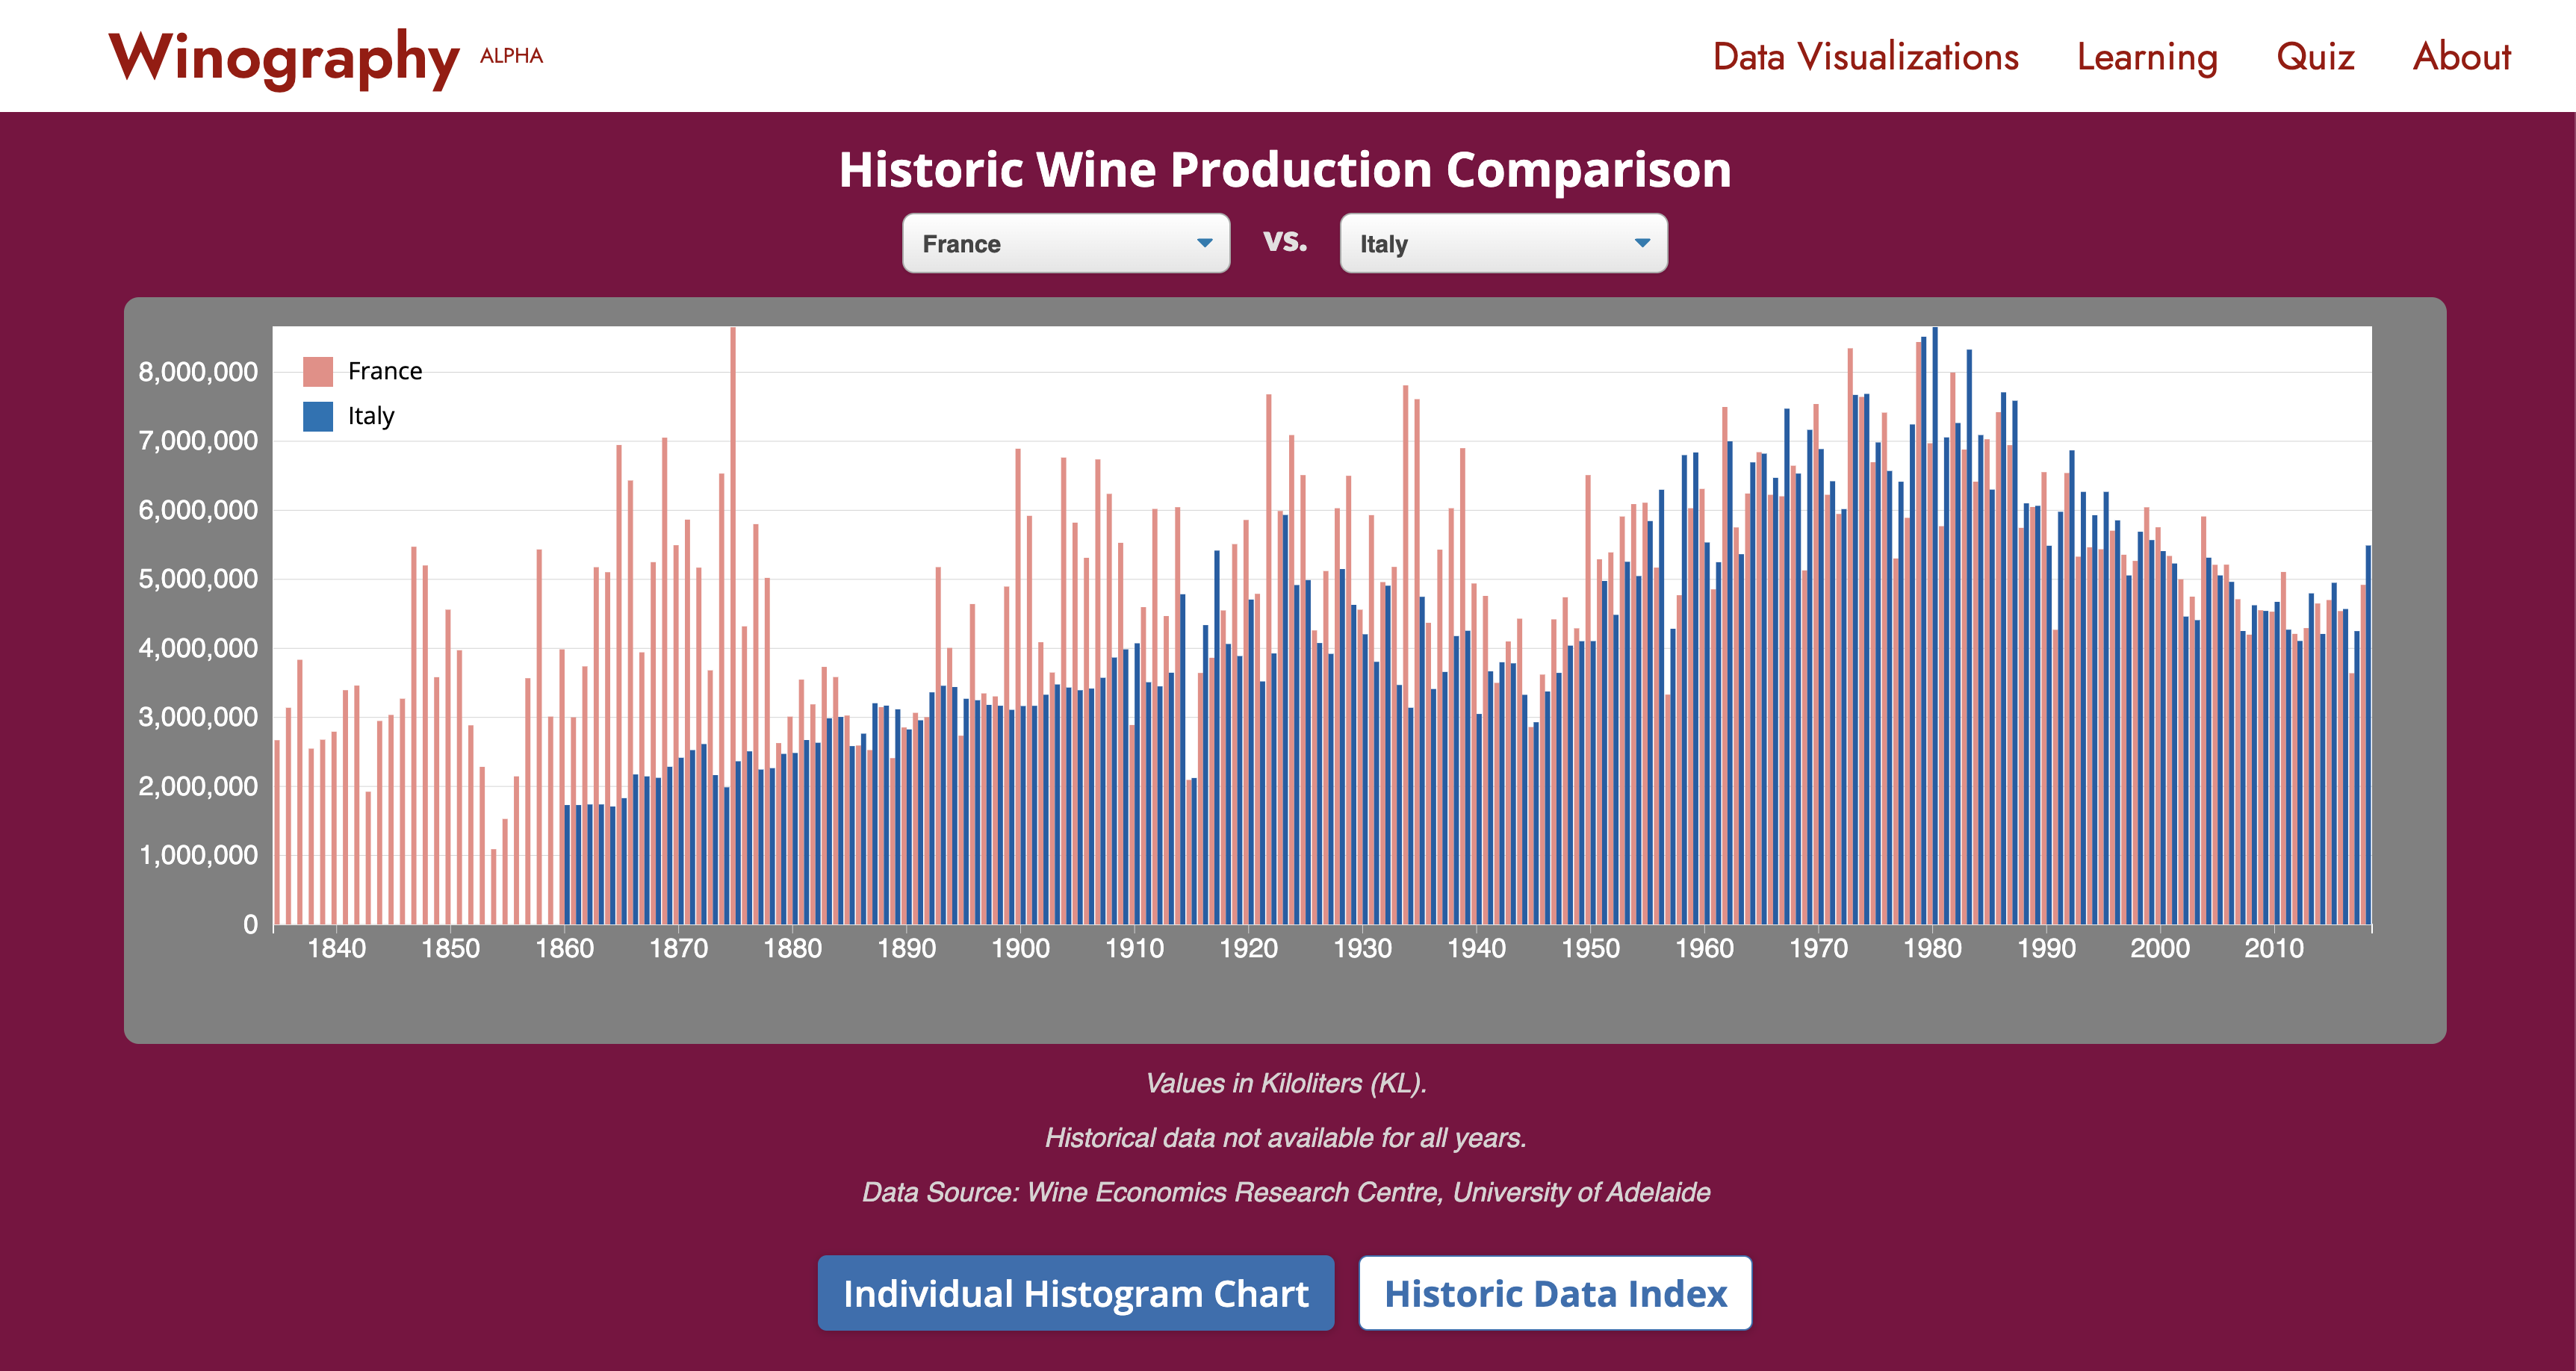 Winography ALPHA
Data Visualizations Learning Quiz About
Historic Wine Production Comparison
France vs. Italy
France
Italy
8,000,000
7,000,000
6,000,000
5,000,000
4,000,000
3,000,000
2,000,000
1,000,000
0
1840 1850 1860 1870 1880 1890 1900 1910 1920 1930 1940 1950 1960 1970 1980 1990 2000 2010
Values in Kiloliters (KL).
Historical data not available for all years.
Data Source: Wine Economics Research Centre, University of Adelaide
Individual Histogram Chart Historic Data Index